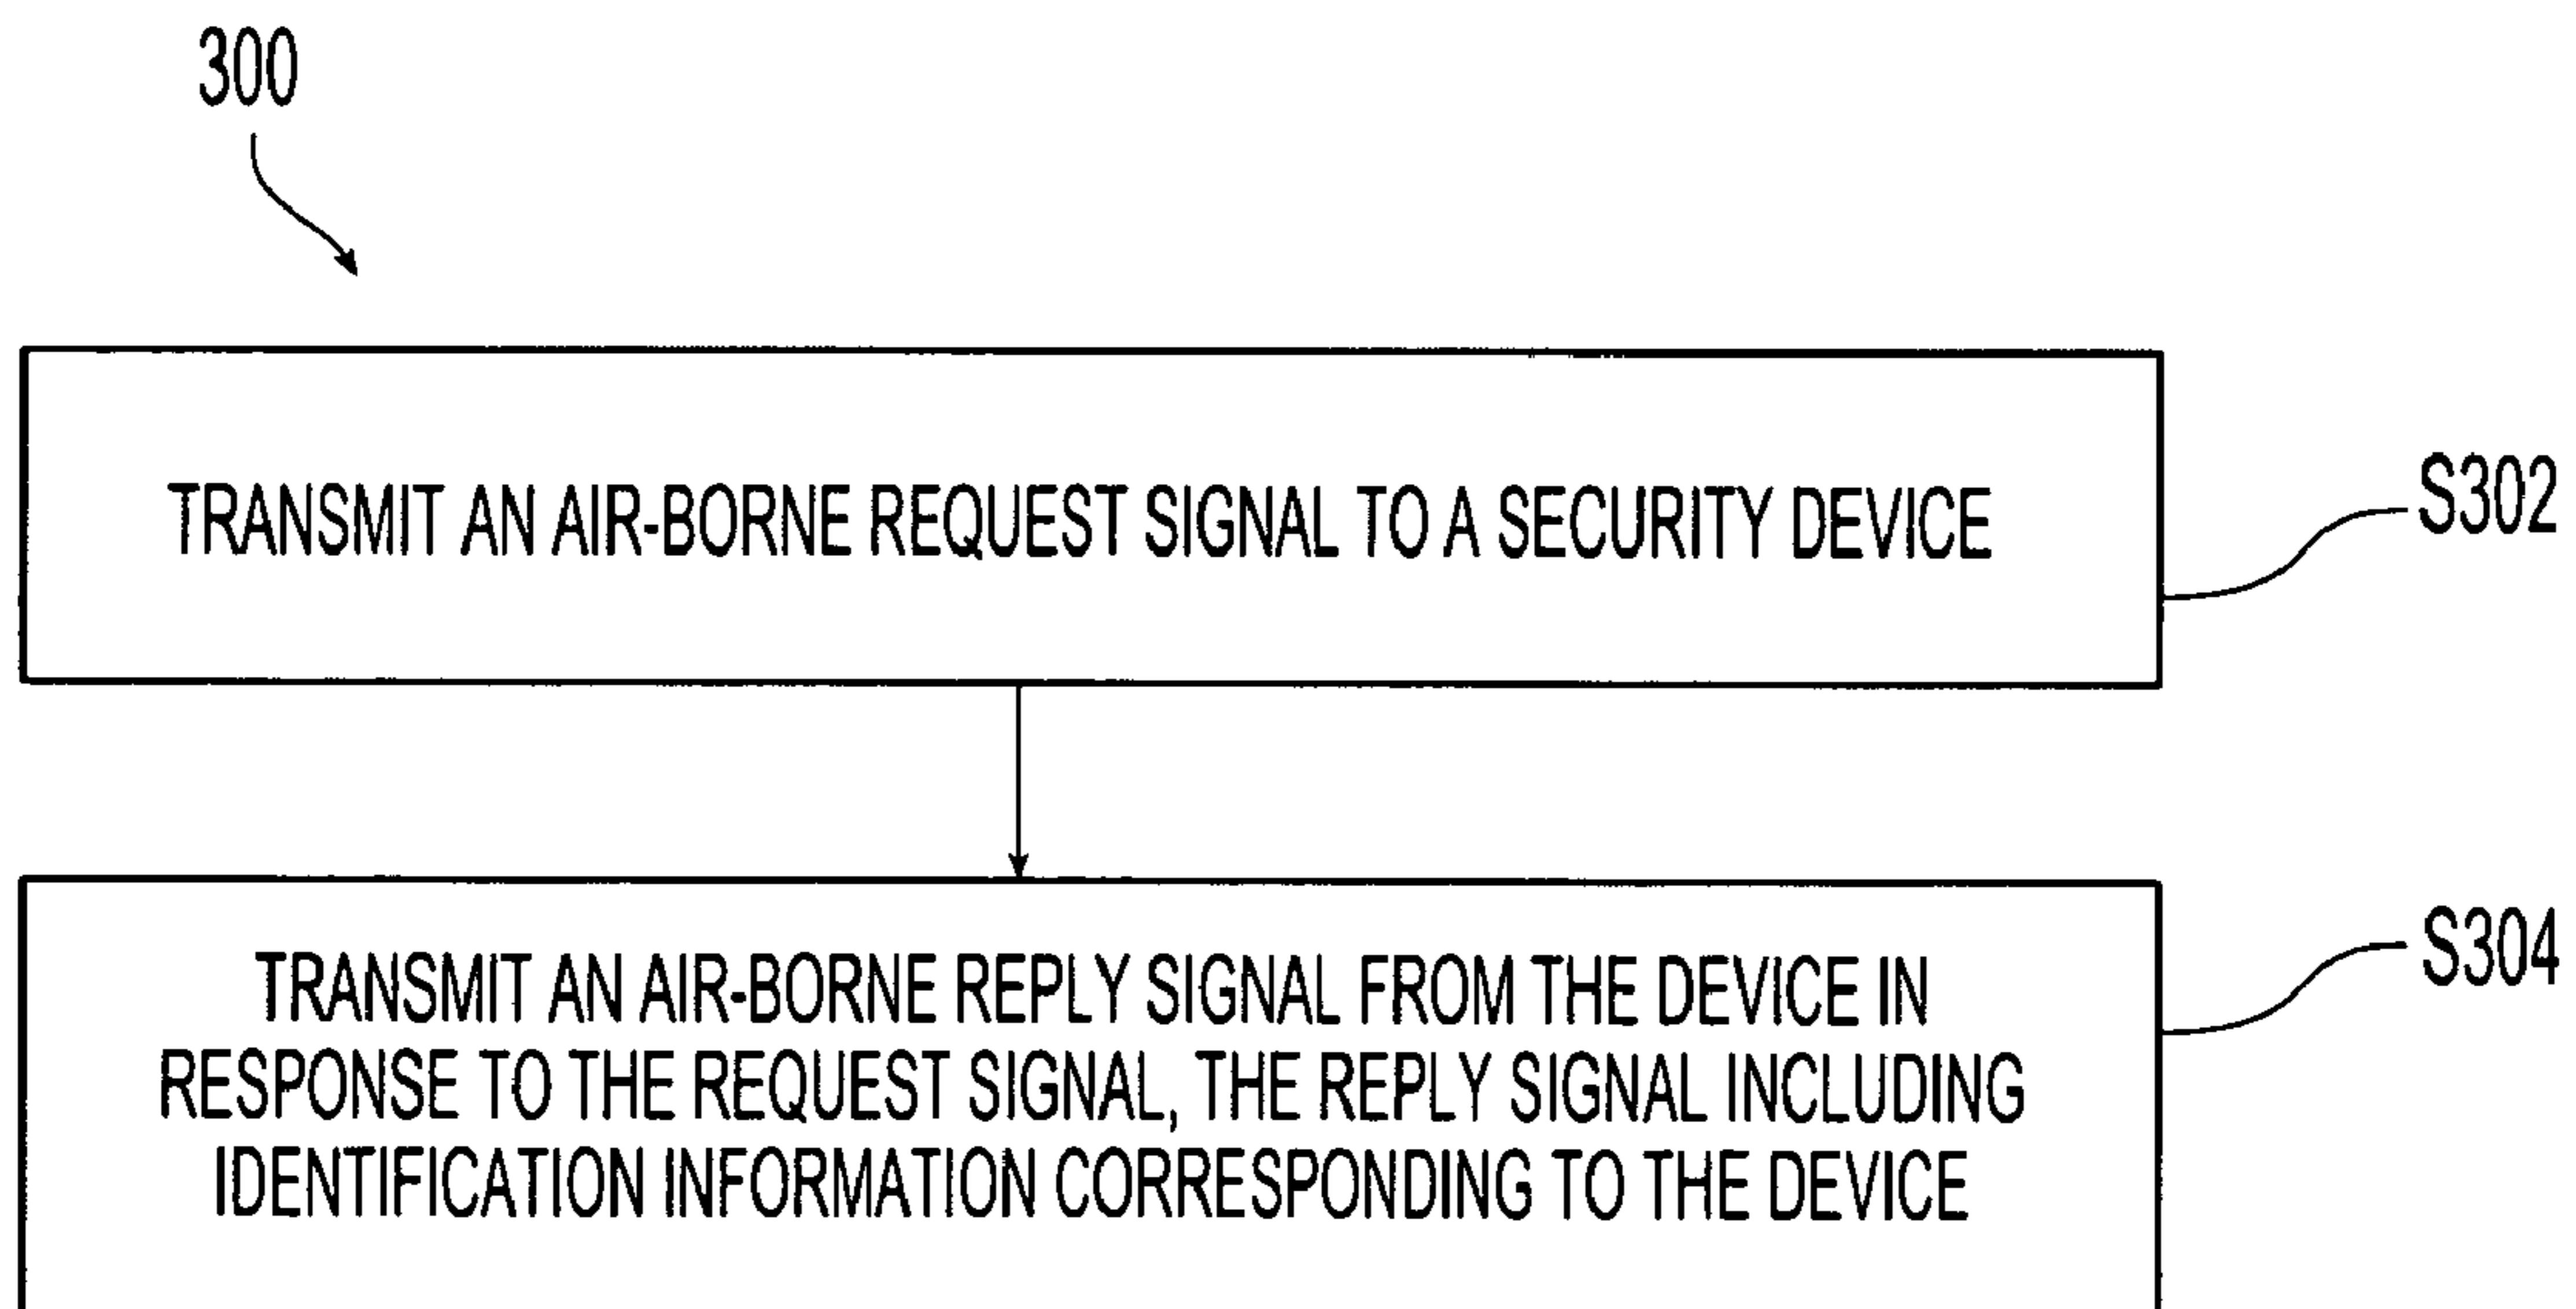 300
TRANSMIT AN AIR-BORNE REQUEST SIGNAL TO A SECURITY DEVICE
S302
TRANSMIT AN AIR-BORNE REPLY SIGNAL FROM THE DEVICE IN
RESPONSE TO THE REQUEST SIGNAL, THE REPLY SIGNAL INCLUDING
IDENTIFICATION INFORMATION CORRESPONDING TO THE DEVICE
S304